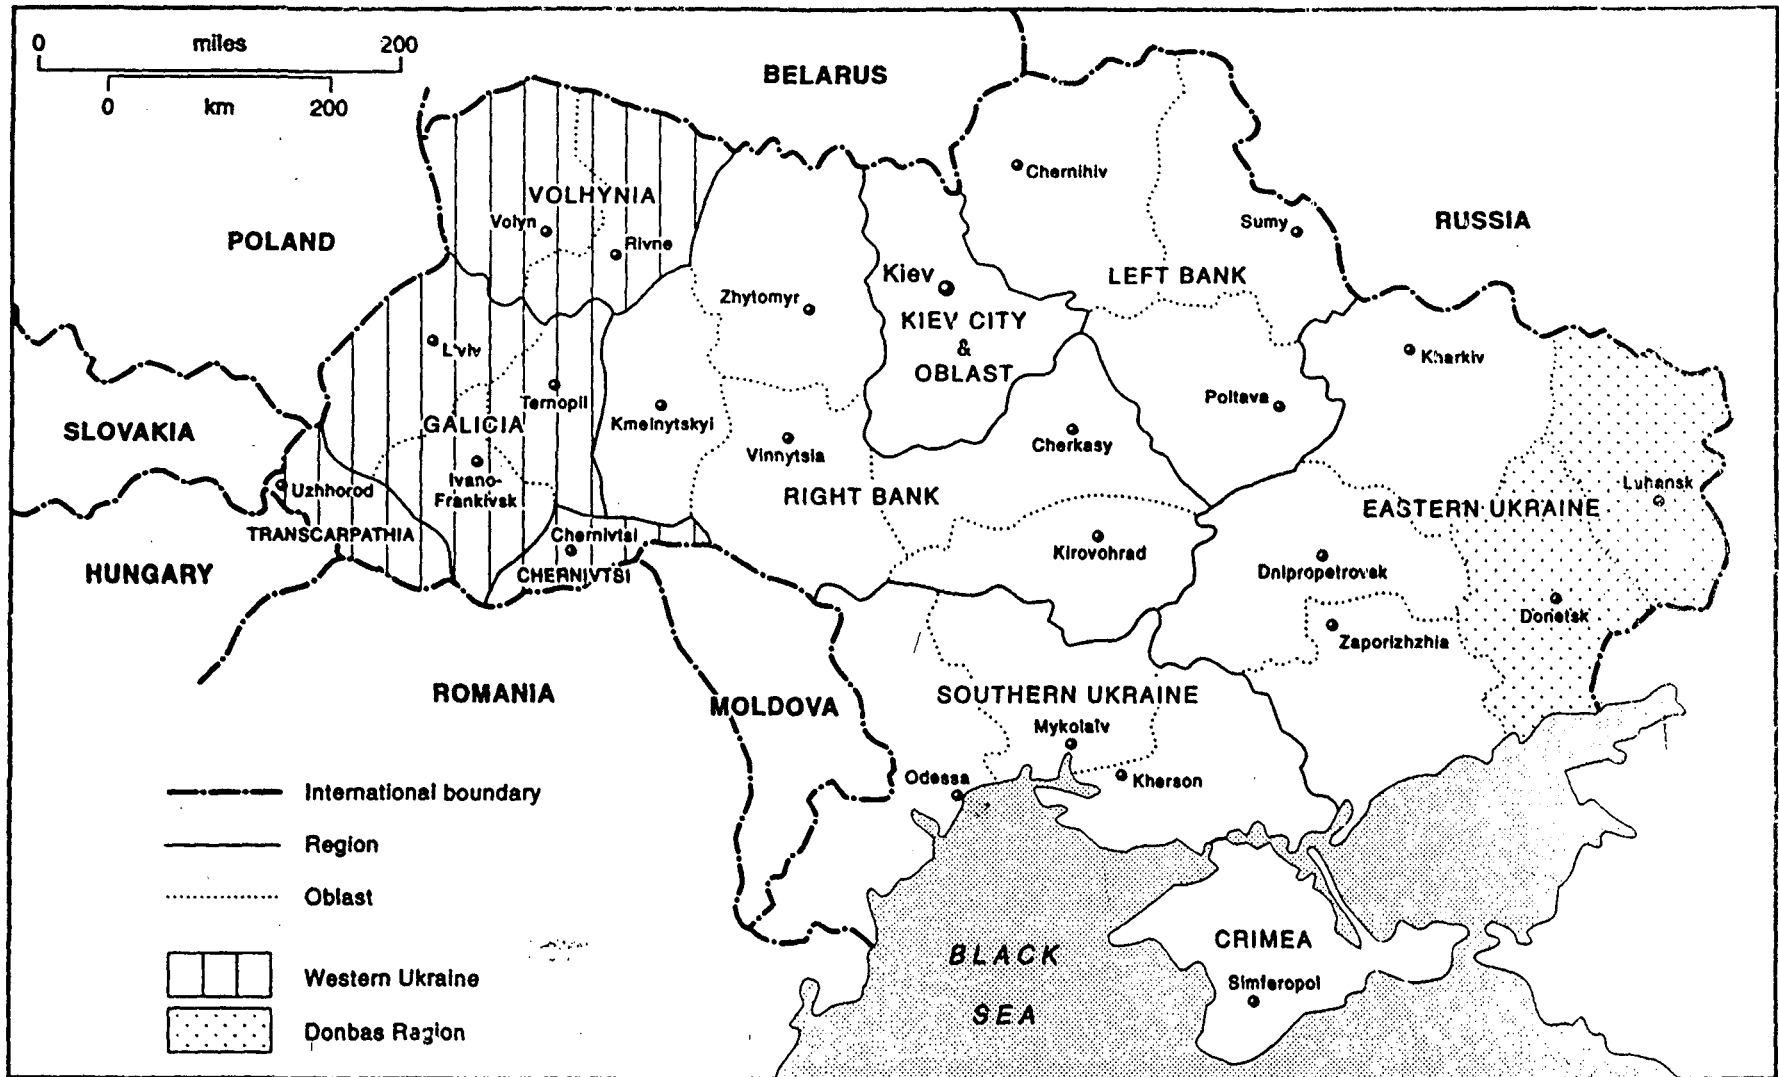 0 miles 200
0 km 200
BELARUS
POLAND
RUSSIA
SLOVAKIA
HUNGARY
ROMANIA
MOLDOVA
VOLHYNIA
Volyn
Rivne
L'viv
Ternopil
GALICIA
Ivano-
Frankivsk
Uzhhorod
TRANSCARPATHIA
Chernivtsi
CHERNIVTSI
Kmelnytskyi
Zhytomyr
Vinnytsia
RIGHT BANK
Kiev
KIEV CITY
&
OBLAST
Cherkasy
Kirovohrad
Chernihiv
Sumy
LEFT BANK
Poltava
Kharkiv
EASTERN UKRAINE
Luhansk
Dnipropetrovsk
Donetsk
Zaporizhzhia
SOUTHERN UKRAINE
Mykolaiv
Odessa
Kherson
CRIMEA
Simferopol
BLACK
SEA
International boundary
Region
Oblast
Western Ukraine
Donbas Region